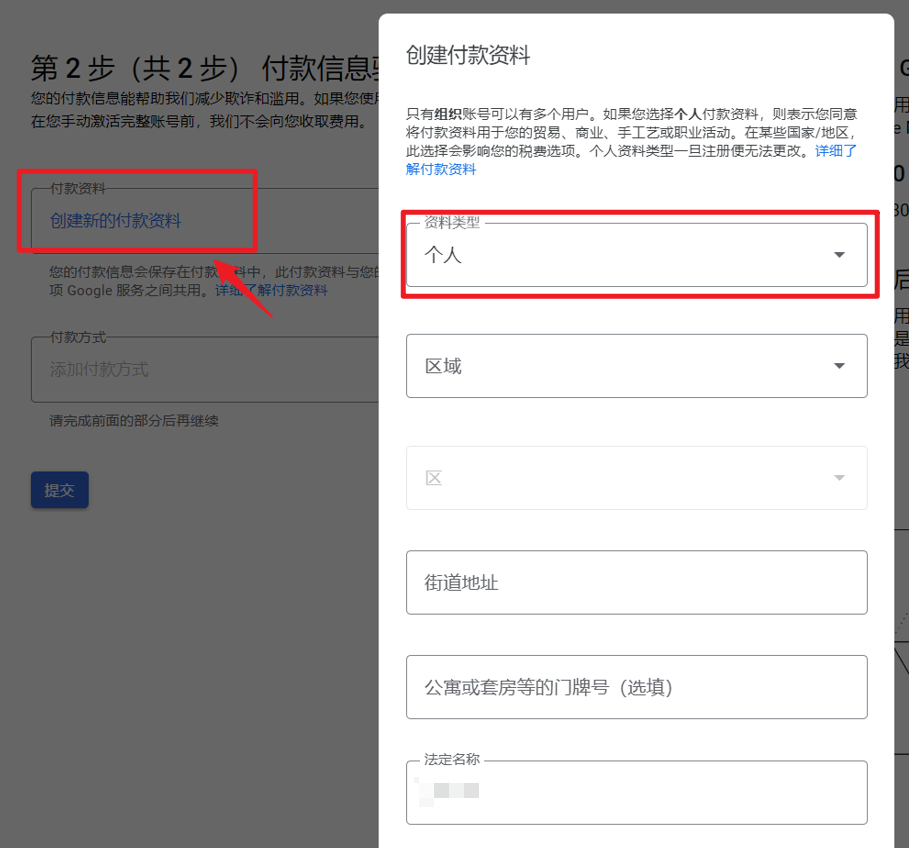 第 2 步（共 2 步） 付款信息
您的付款信息能帮助我们减少欺诈和滥用。如果您使
在您手动激活完整账号前，我们不会向您收取费用。
付款资料
创建新的付款资料
您的付款信息会保存在付款资料中，此付款资料与您的
项 Google 服务之间共用。详细了解付款资料
付款方式
添加付款方式
请完成前面的部分后再继续
提交
创建付款资料
只有组织账号可以有多个用户。如果您选择个人付款资料，则表示您同意
将付款资料用于您的贸易、商业、手工艺或职业活动。在某些国家/地区，
此选择会影响您的税费选项。个人资料类型一旦注册便无法更改。详细了
解付款资料
资料类型
个人
区域
区
街道地址
公寓或套房等的门牌号（选填）
法定名称